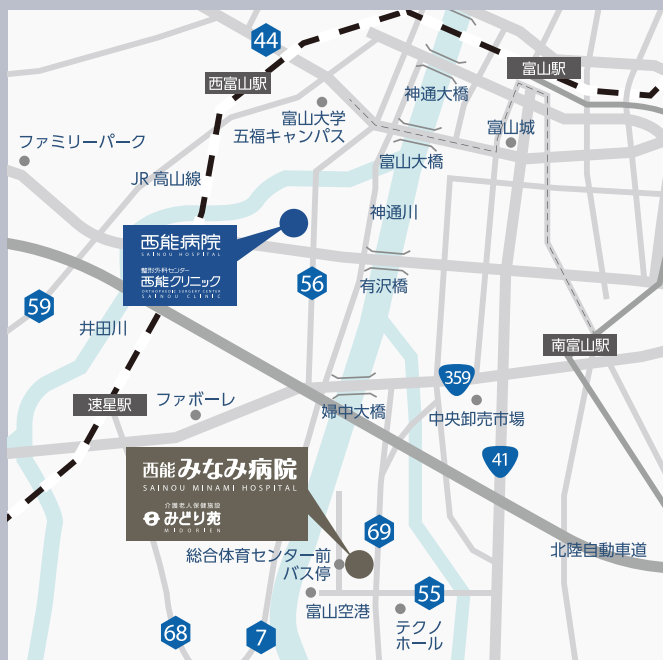 44
西富山駅
富山駅
神通大橋
富山大学
五福キャンパス
富山城
ファミリーパーク
富山大橋
JR 高山線
神通川
西能病院
SAINOU HOSPITAL
整形外科センター
西能クリニック
ORTHOPAEDIC SURGERY CENTER
SAINOU CLINIC
56
有沢橋
59
井田川
南富山駅
359
速星駅
ファボーレ
婦中大橋
中央卸売市場
41
西能 みなみ病院
SAINOU MINAMI HOSPITAL
介護老人保健施設
みどり苑
MIDORIEN
69
総合体育センター前
バス停
北陸自動車道
55
富山空港
テクノ
ホール
68
7